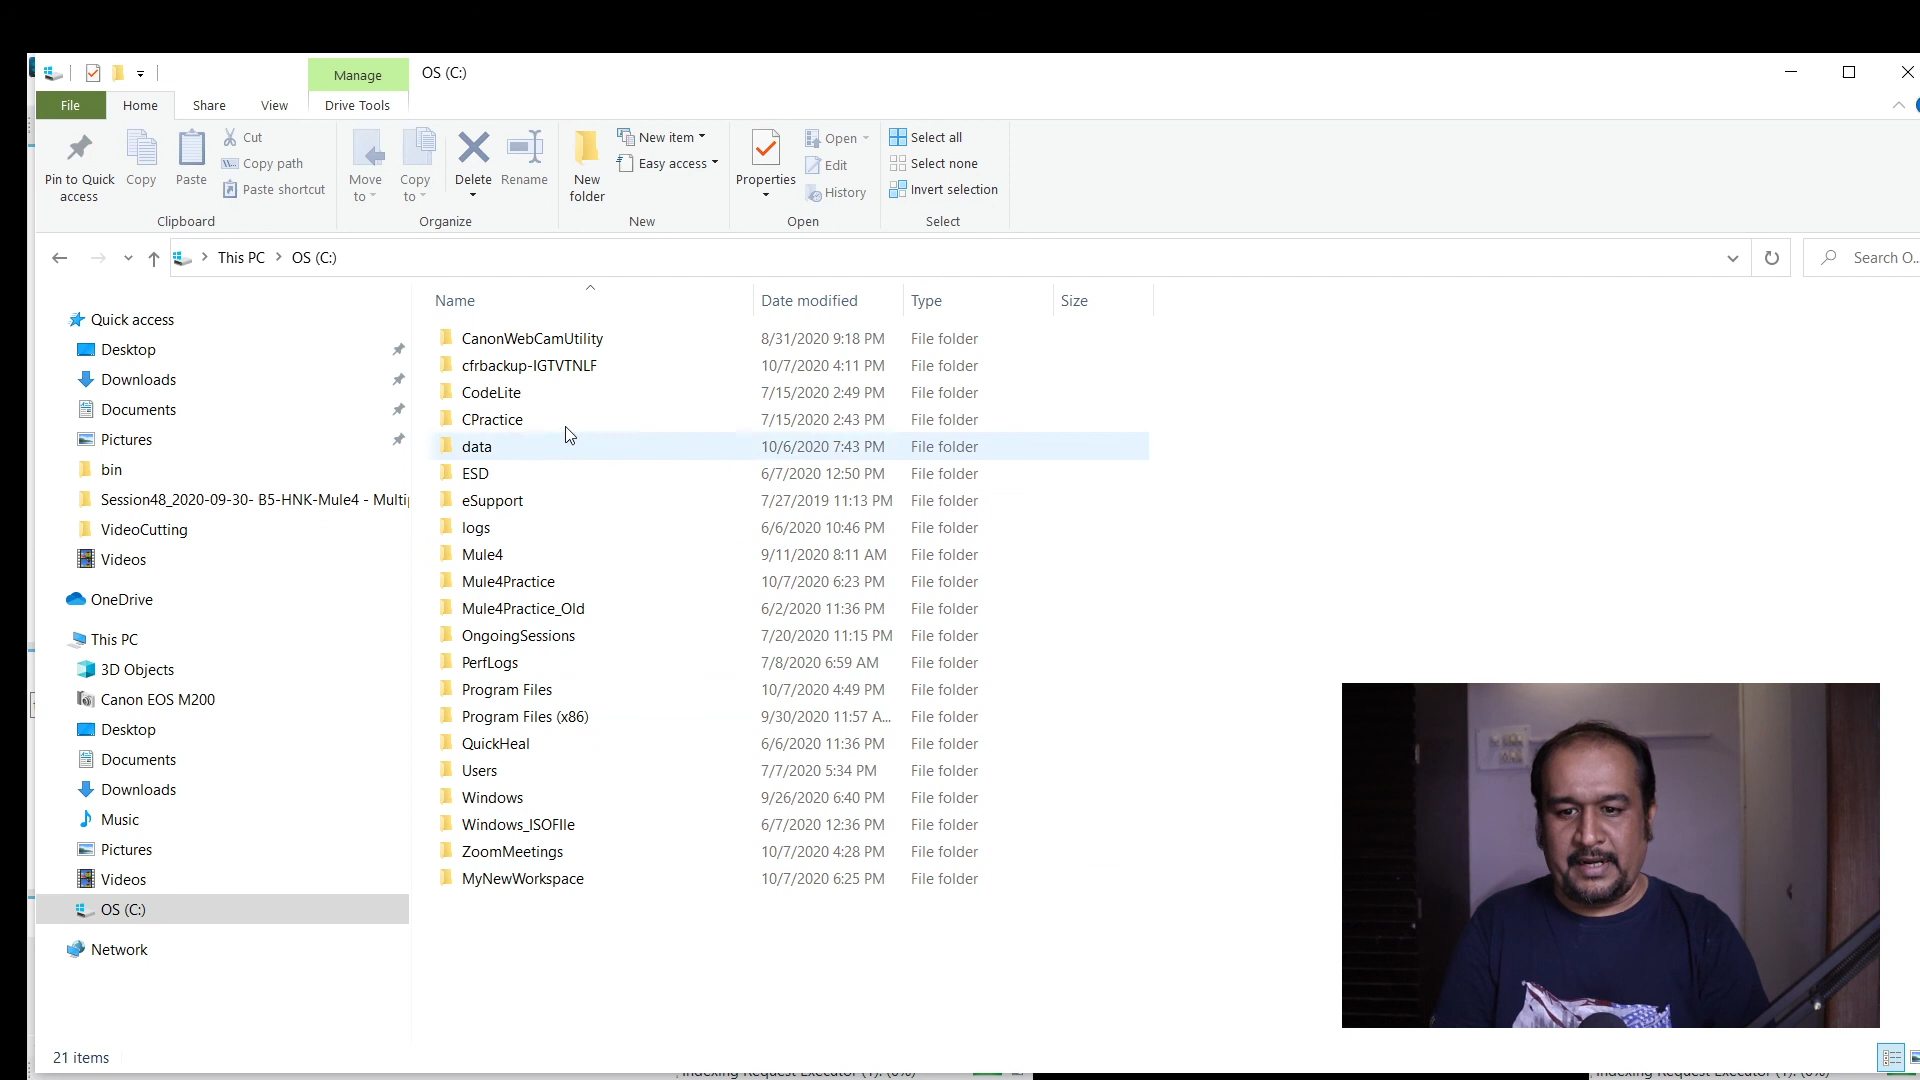 Manage
OS (C:)
File
Home
Share
View
Drive Tools
Pin to Quick access
Copy
Paste
Cut
Copy path
Paste shortcut
Clipboard
Move to
Copy to
Delete
Rename
Organize
New folder
New item
Easy access
New
Properties
Open
Edit
History
Open
Select all
Select none
Invert selection
Select
This PC
OS (C:)
Search O...
Name
Date modified
Type
Size
Quick access
Desktop
Downloads
Documents
Pictures
bin
Session48_2020-09-30- B5-HNK-Mule4 - Multip
VideoCutting
Videos
OneDrive
This PC
3D Objects
Canon EOS M200
Desktop
Documents
Downloads
Music
Pictures
Videos
OS (C:)
Network
CanonWebCamUtility 8/31/2020 9:18 PM File folder
cfrbackup-IGTVTNLF 10/7/2020 4:11 PM File folder
CodeLite 7/15/2020 2:49 PM File folder
CPractice 7/15/2020 2:43 PM File folder
data 10/6/2020 7:43 PM File folder
ESD 6/7/2020 12:50 PM File folder
eSupport 7/27/2019 11:13 PM File folder
logs 6/6/2020 10:46 PM File folder
Mule4 9/11/2020 8:11 AM File folder
Mule4Practice 10/7/2020 6:23 PM File folder
Mule4Practice_Old 6/2/2020 11:36 PM File folder
OngoingSessions 7/20/2020 11:15 PM File folder
PerfLogs 7/8/2020 6:59 AM File folder
Program Files 10/7/2020 4:49 PM File folder
Program Files (x86) 9/30/2020 11:57 A... File folder
QuickHeal 6/6/2020 11:36 PM File folder
Users 7/7/2020 5:34 PM File folder
Windows 9/26/2020 6:40 PM File folder
Windows_ISOFIle 6/7/2020 12:36 PM File folder
ZoomMeetings 10/7/2020 4:28 PM File folder
MyNewWorkspace 10/7/2020 6:25 PM File folder
21 items